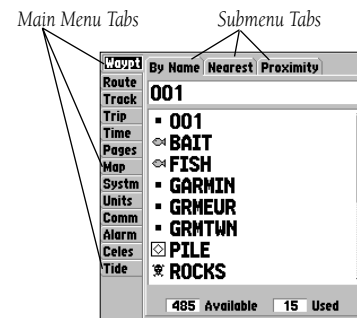 Main Menu Tabs Submenu Tabs
Waypt By Name Nearest Proximity
Route
Track 001
Trip
Time
Pages
Map
Systm
Units
Comm
Alarm
Celes
Tide
001
BAIT
FISH
GARMIN
GRMEUR
GRMTWN
PILE
ROCKS
485 Available 15 Used